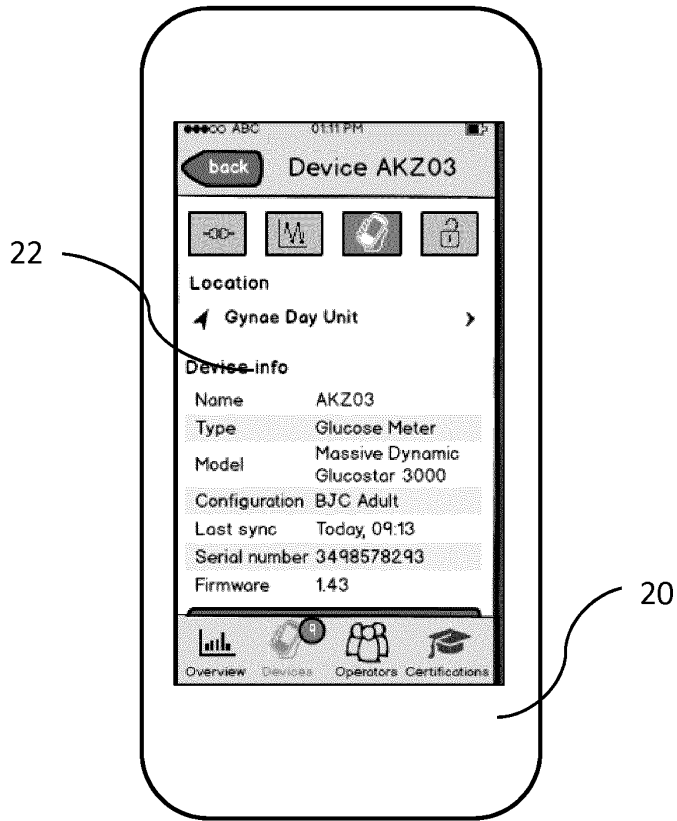 ABC 01:11 PM
back Device AKZ03
Location
Gynae Day Unit
22
Device info
Name AKZ03
Type Glucose Meter
Model Massive Dynamic
Glucostar 3000
Configuration BJC Adult
Last sync Today, 09:13
Serial number 3498578293
Firmware 1.43
20
9
Overview Devices Operators Certifications